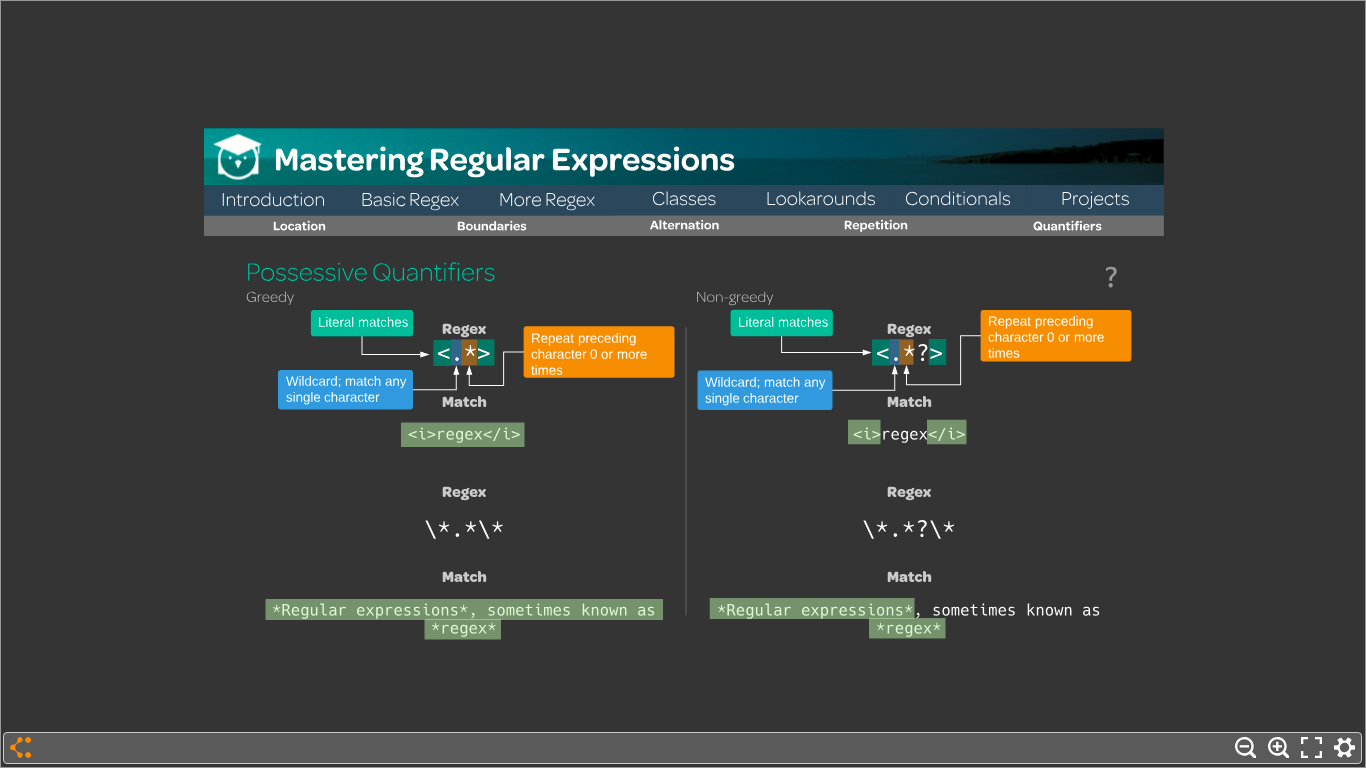 Mastering Regular Expressions
Introduction Basic Regex More Regex Classes Lookarounds Conditionals Projects
Location Boundaries Alternation Repetition Quantifiers
Possessive Quantifiers
?
Greedy
Literal matches
Regex
<.*>
Repeat preceding
character 0 or more
times
Wildcard; match any
single character
Match
<i>regex</i>
Regex
\*.*\*
Match
*Regular expressions*, sometimes known as
*regex*
Non-greedy
Literal matches
Regex
<.*?>
Repeat preceding
character 0 or more
times
Wildcard; match any
single character
Match
<i>regex</i>
Regex
\*.*?\*
Match
*Regular expressions*, sometimes known as
*regex*